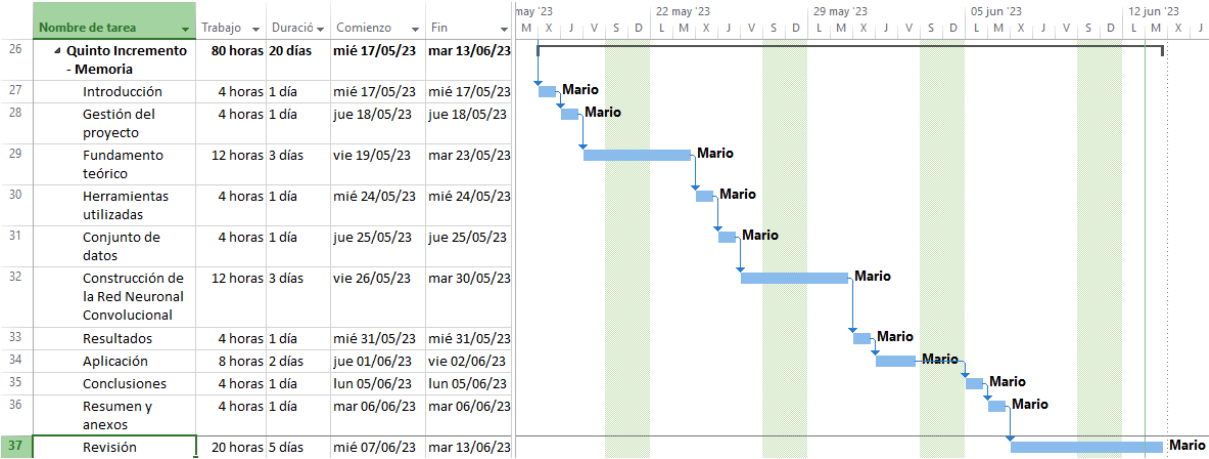 may '23 22 may '23 29 may '23 05 jun '23 12 jun '23
Nombre de tarea Trabajo Duració Comienzo Fin M X J V S D L M X J V S D L M X J V S D L M X J V S D L M X J
26 Quinto Incremento 80 horas 20 días mié 17/05/23 mar 13/06/23
- Memoria
27 Introducción 4 horas 1 día mié 17/05/23 mié 17/05/23 Mario
28 Gestión del 4 horas 1 día jue 18/05/23 jue 18/05/23 Mario
proyecto
29 Fundamento 12 horas 3 días vie 19/05/23 mar 23/05/23 Mario
teórico
30 Herramientas 4 horas 1 día mié 24/05/23 mié 24/05/23 Mario
utilizadas
31 Conjunto de 4 horas 1 día jue 25/05/23 jue 25/05/23 Mario
datos
32 Construcción de 12 horas 3 días vie 26/05/23 mar 30/05/23 Mario
la Red Neuronal
Convolucional
33 Resultados 4 horas 1 día mié 31/05/23 mié 31/05/23 Mario
34 Aplicación 8 horas 2 días jue 01/06/23 vie 02/06/23 Mario
35 Conclusiones 4 horas 1 día lun 05/06/23 lun 05/06/23 Mario
36 Resumen y 4 horas 1 día mar 06/06/23 mar 06/06/23 Mario
anexos
37 Revisión 20 horas 5 días mié 07/06/23 mar 13/06/23 Mario